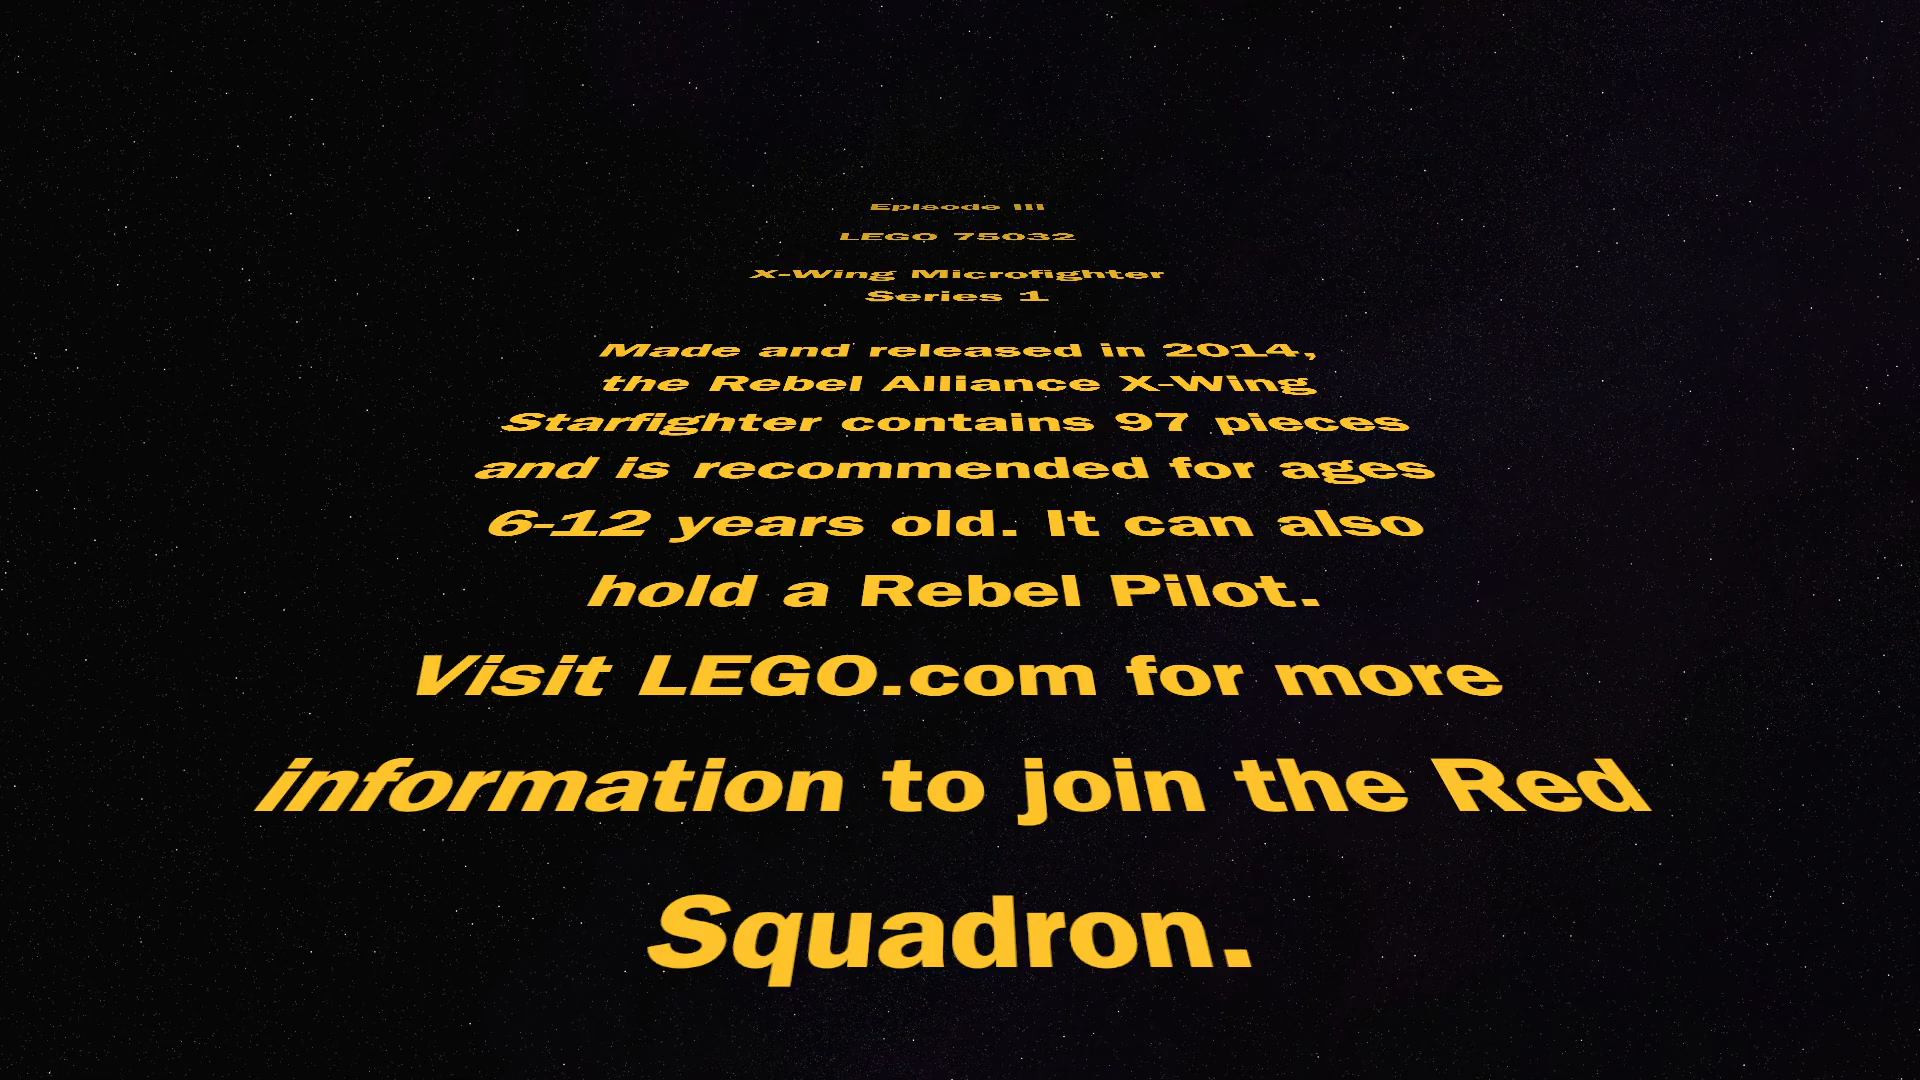 Episode III
LEGO 75032
X-Wing Microfighter
Series 1
Made and released in 2014,
the Rebel Alliance X-Wing
Starfighter contains 97 pieces
and is recommended for ages
6-12 years old. It can also
hold a Rebel Pilot.
Visit LEGO.com for more
information to join the Red
Squadron.